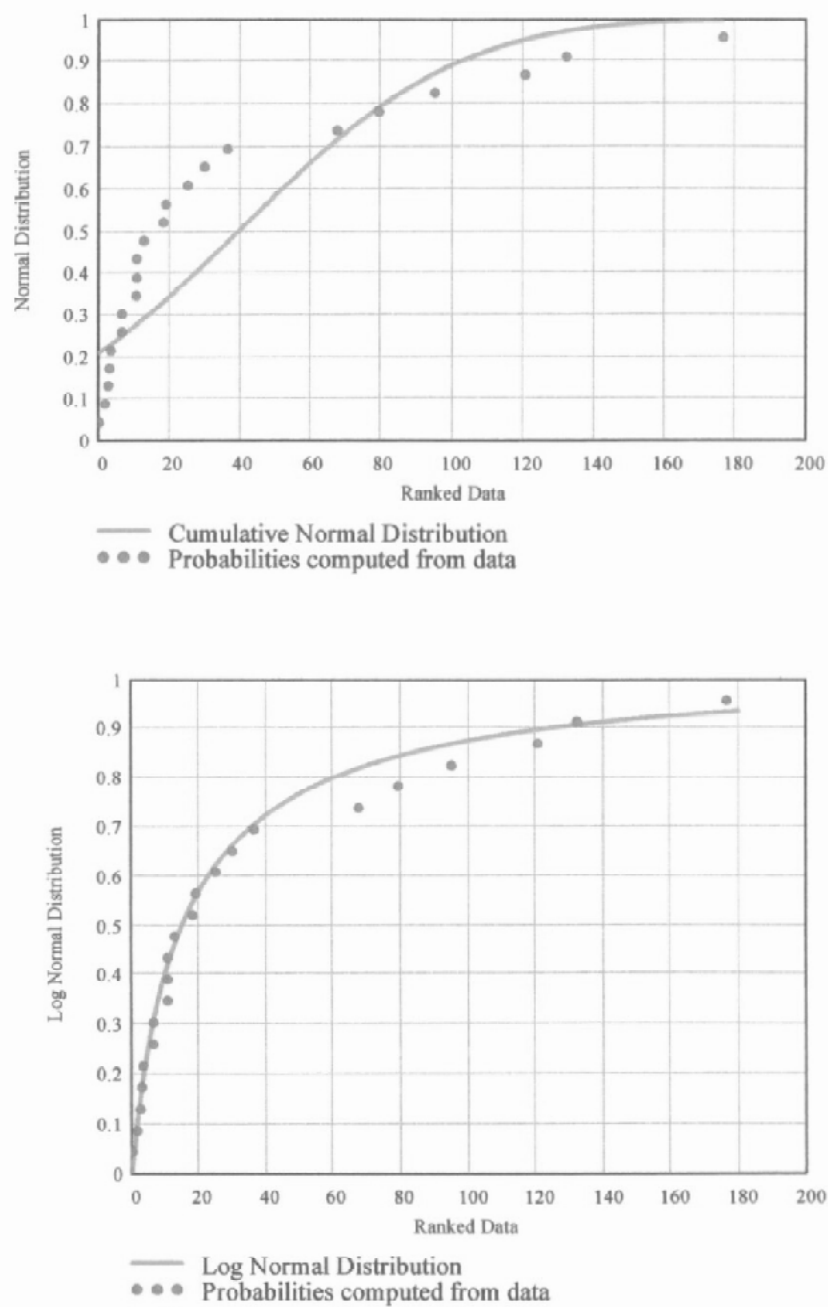 1
0.9
0.8
0.7
0.6
0.5
0.4
0.3
0.2
0.1
0
Normal Distribution
0 20 40 60 80 100 120 140 160 180 200
Ranked Data
Cumulative Normal Distribution
Probabilities computed from data
1
0.9
0.8
0.7
0.6
0.5
0.4
0.3
0.2
0.1
0
Log Normal Distribution
0 20 40 60 80 100 120 140 160 180 200
Ranked Data
Log Normal Distribution
Probabilities computed from data